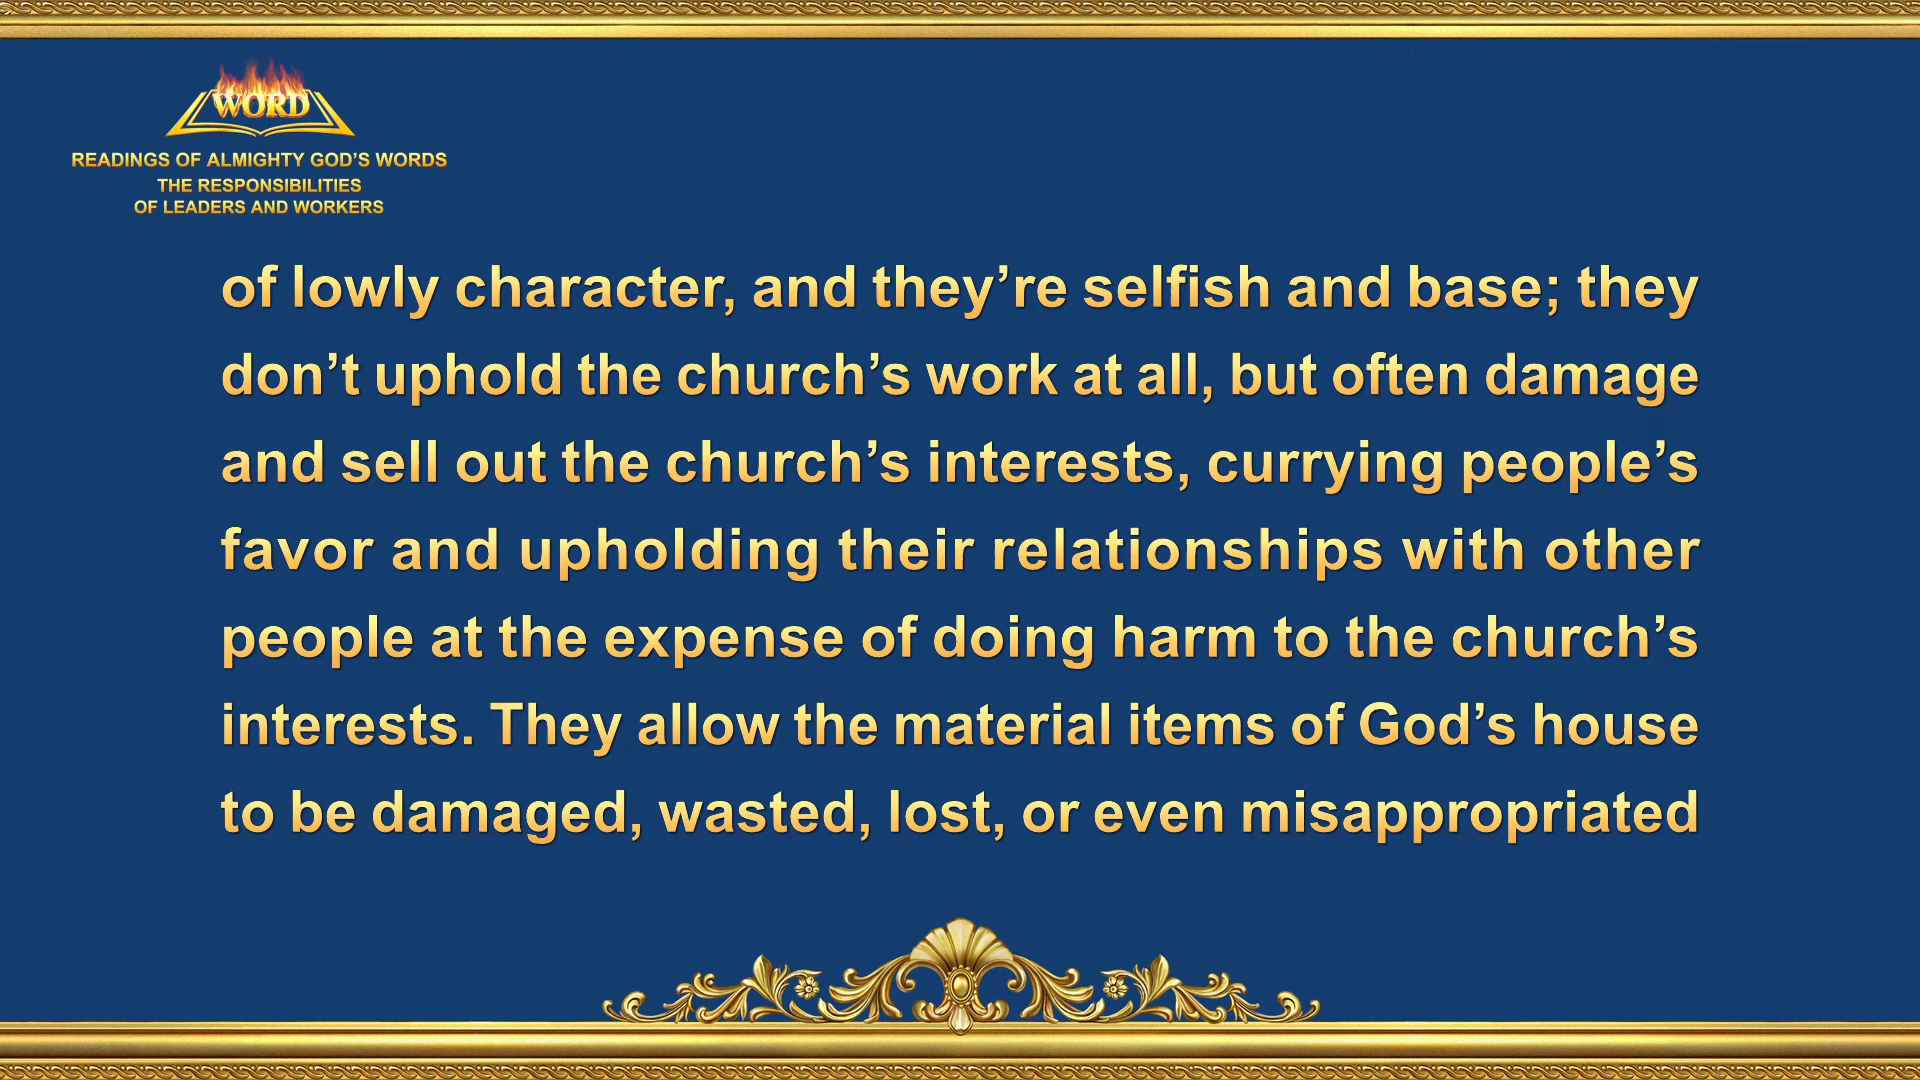 WORD
READINGS OF ALMIGHTY GOD’S WORDS
THE RESPONSIBILITIES
OF LEADERS AND WORKERS
of lowly character, and they’re selfish and base; they
don’t uphold the church’s work at all, but often damage
and sell out the church’s interests, currying people’s
favor and upholding their relationships with other
people at the expense of doing harm to the church’s
interests. They allow the material items of God’s house
to be damaged, wasted, lost, or even misappropriated